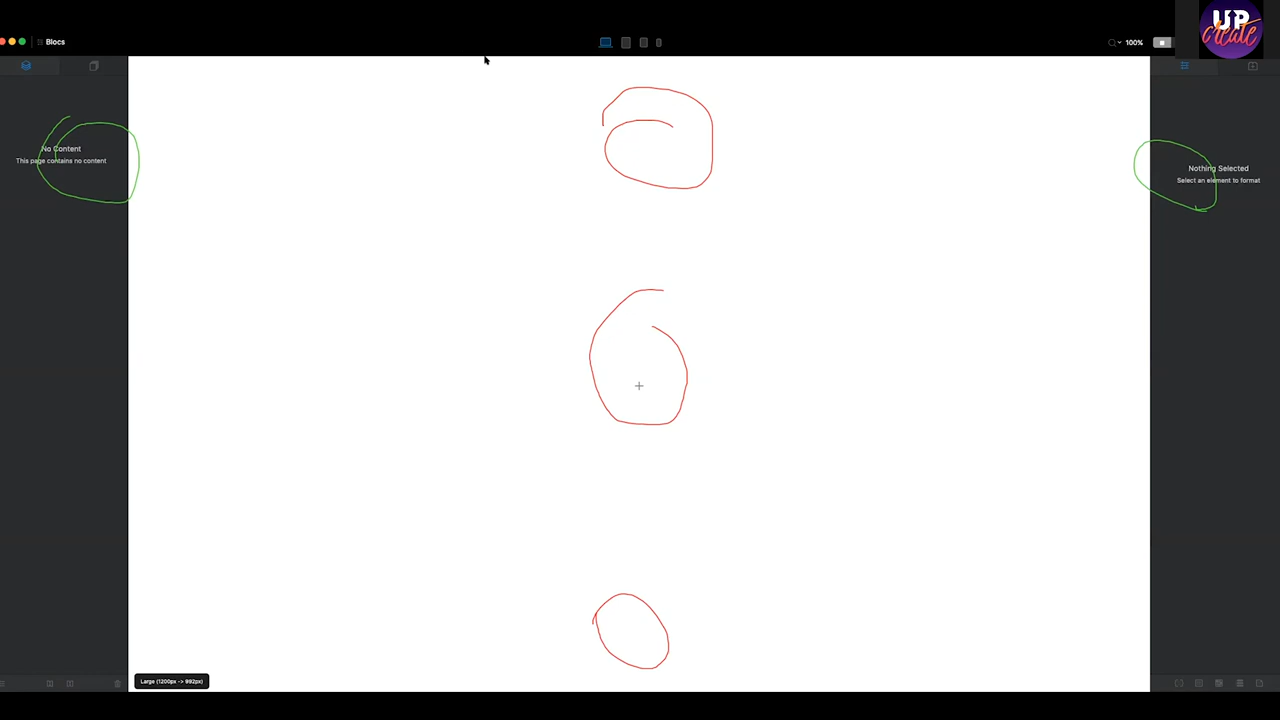 Blocs
100%
UP
create
No Content
This page contains no content
Nothing Selected
Select an element to format
Large (1200px -> 992px)